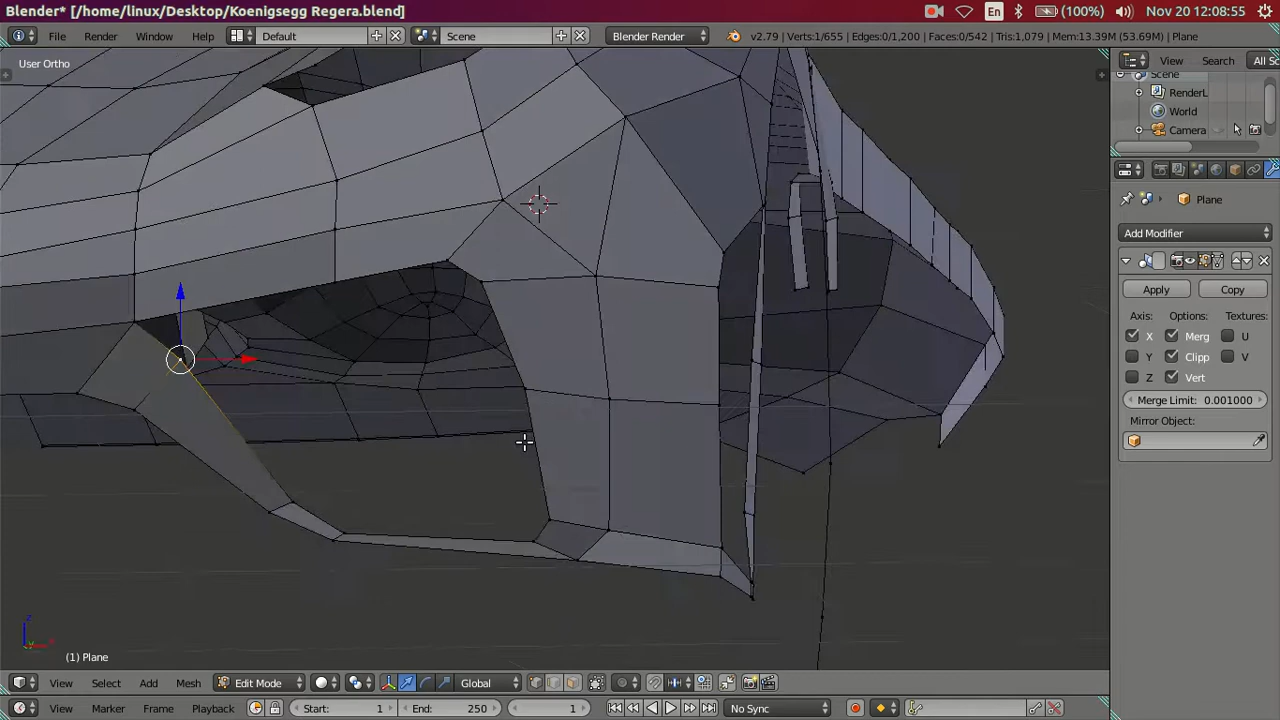 Blender* [/home/linux/Desktop/Koenigsegg Regera.blend] En (100%) Nov 20 12:08:55
File Render Window Help Default Scene Blender Render v2.79 | Verts:1/655 | Edges:0/1,200 | Faces:0/542 | Tris:1,079 | Mem:13.39M (53.69M) | Plane
User Ortho
View Search All Sc
Scene
RenderL
World
Camera
Plane
Add Modifier
Apply Copy
Axis: Options: Textures:
X Merg U
Y Clipp V
Z Vert
Merge Limit: 0.001000
Mirror Object:
(1) Plane
View Select Add Mesh Edit Mode Global
View Marker Frame Playback Start: 1 End: 250 1 No Sync